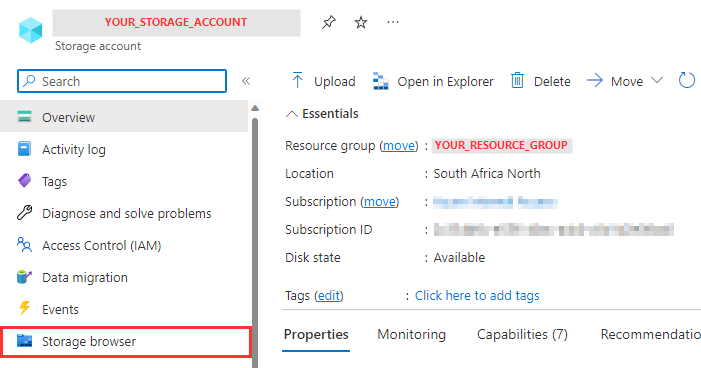 YOUR_STORAGE_ACCOUNT
Storage account
Search
Overview
Activity log
Tags
Diagnose and solve problems
Access Control (IAM)
Data migration
Events
Storage browser
Upload Open in Explorer Delete Move
Essentials
Resource group (move) : YOUR_RESOURCE_GROUP
Location : South Africa North
Subscription (move) :
Subscription ID :
Disk state : Available
Tags (edit) : Click here to add tags
Properties Monitoring Capabilities (7) Recommendatio